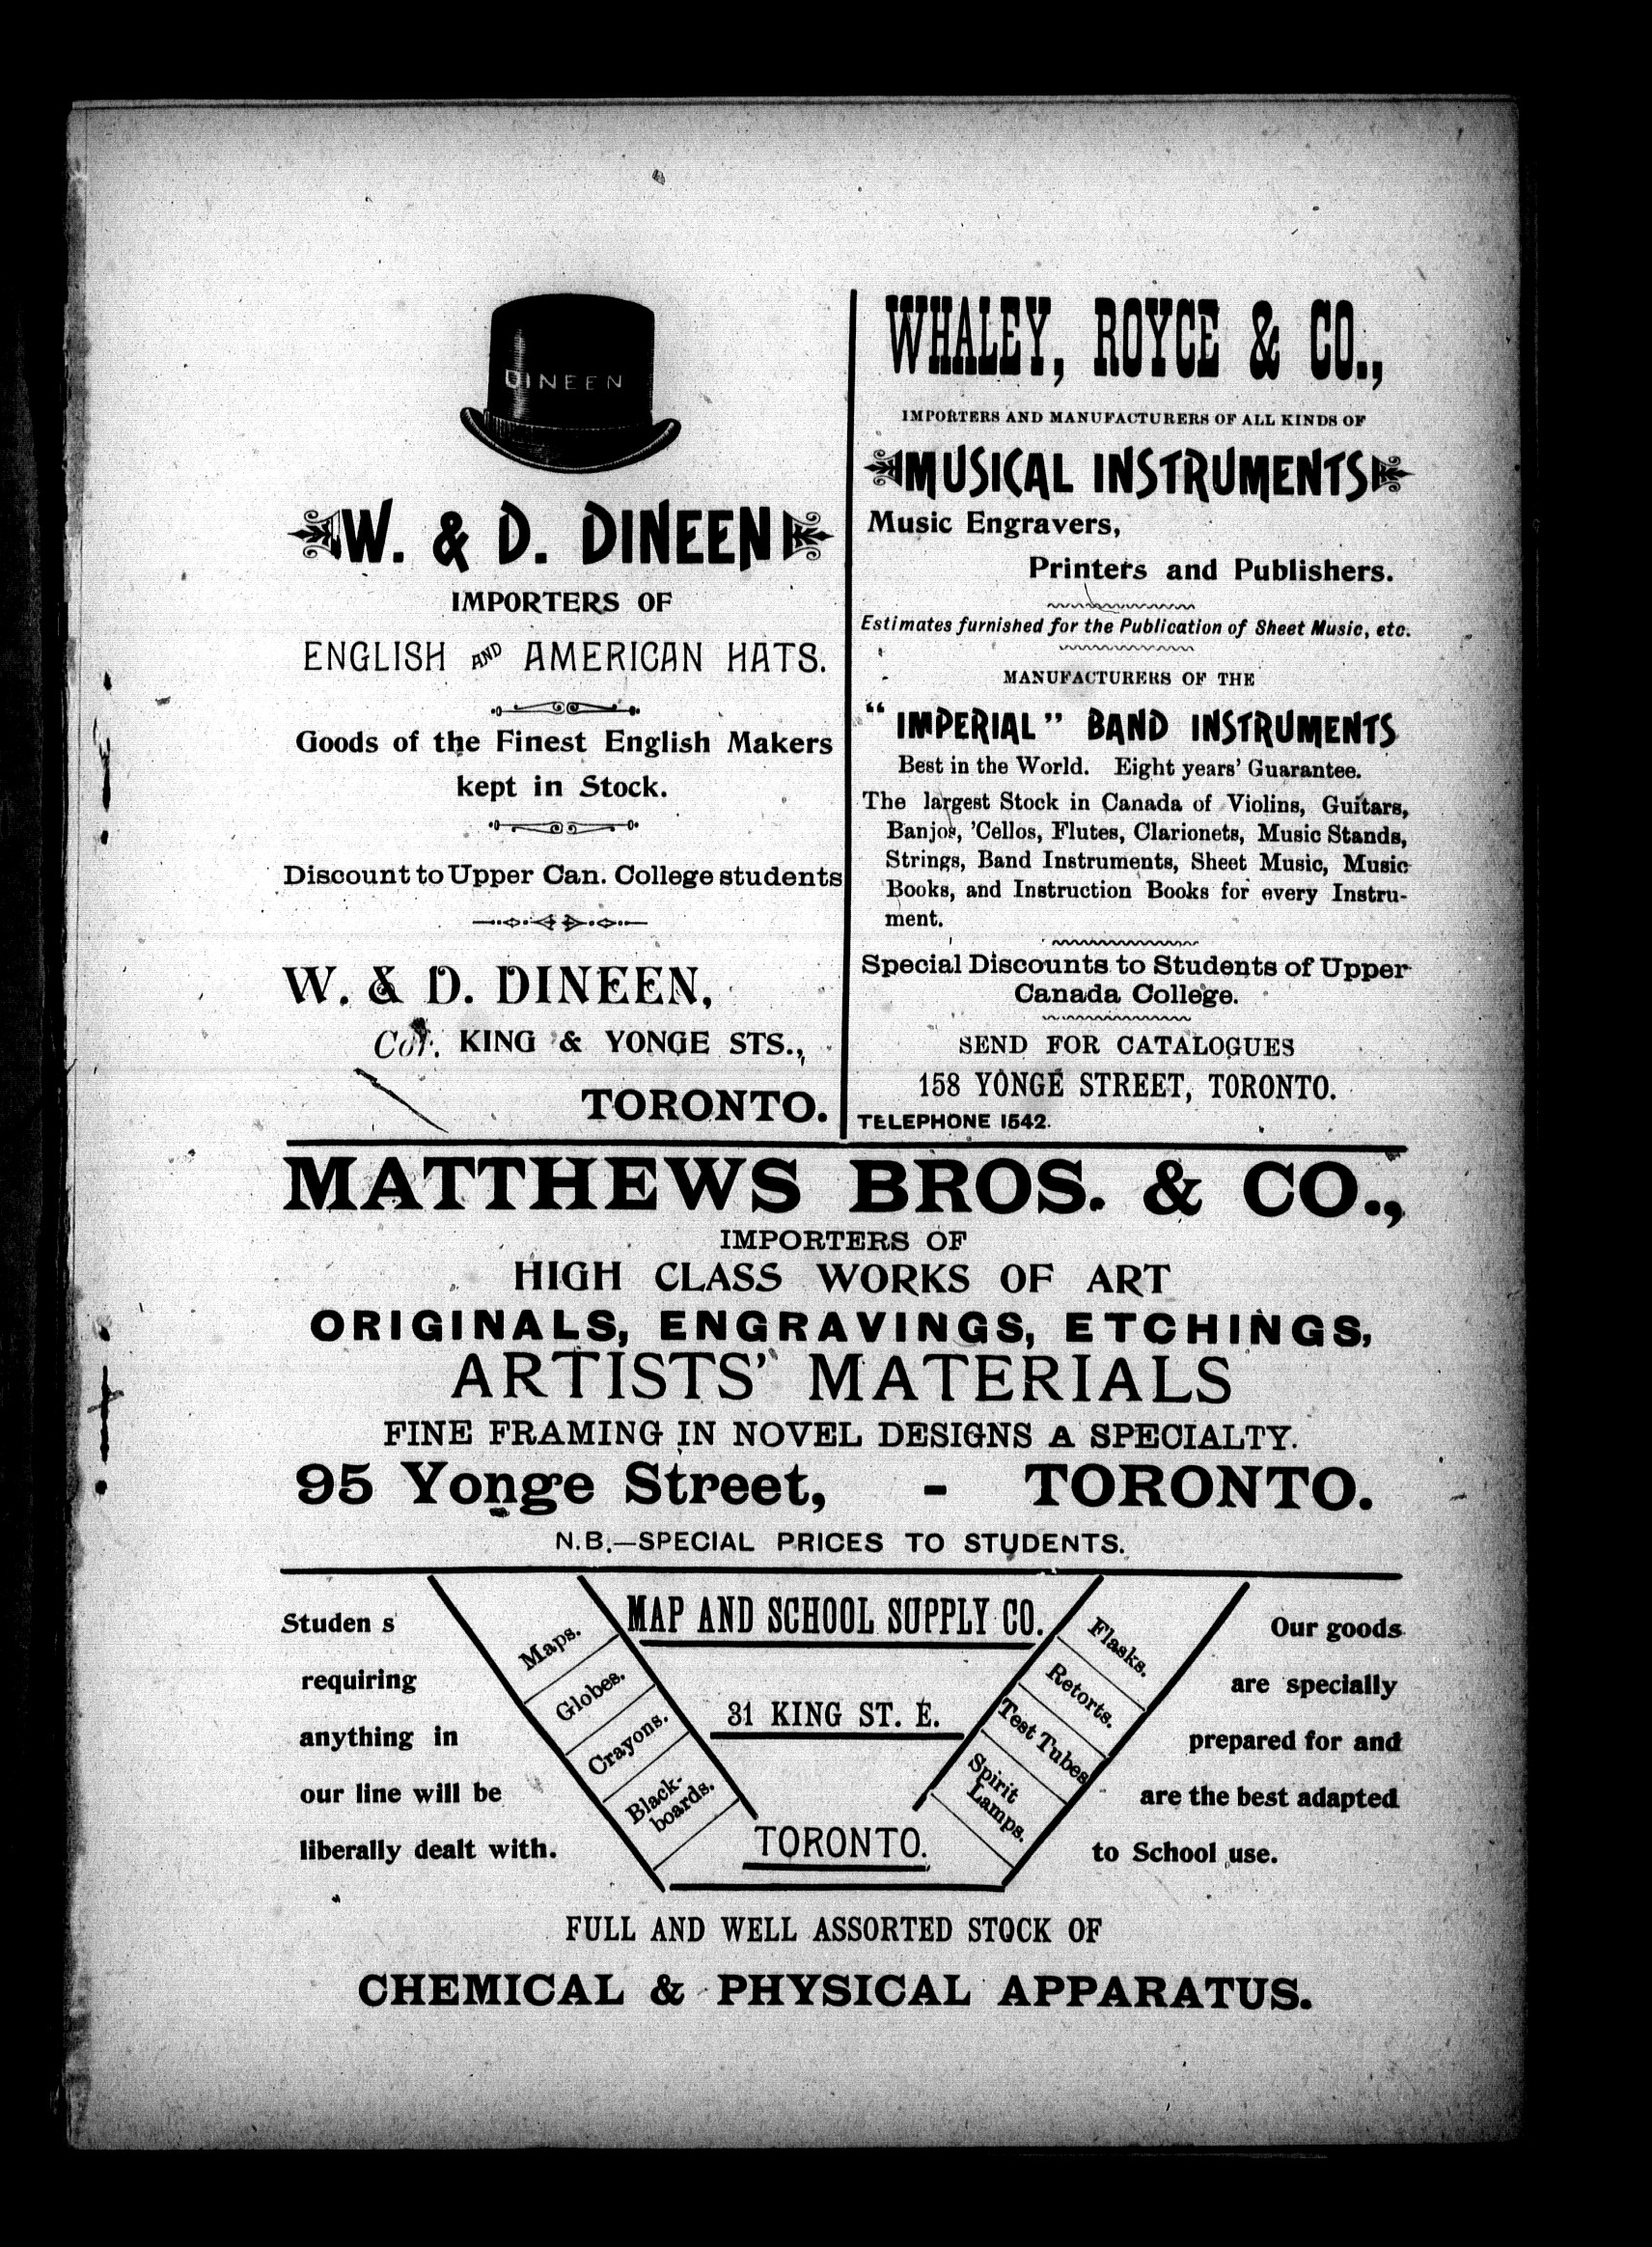 DINEEN
W. & D. DINEEN
IMPORTERS OF
ENGLISH AND AMERICAN HATS.
Goods of the Finest English Makers
kept in Stock.
Discount to Upper Can. College students
W. & D. DINEEN,
Cor. KING & YONGE STS.,
TORONTO.
WHALEY, ROYCE & CO.,
IMPORTERS AND MANUFACTURERS OF ALL KINDS OF
MUSICAL INSTRUMENTS
Music Engravers,
Printers and Publishers.
Estimates furnished for the Publication of Sheet Music, etc.
MANUFACTURERS OF THE
"IMPERIAL" BAND INSTRUMENTS
Best in the World. Eight years' Guarantee.
The largest Stock in Canada of Violins, Guitars,
Banjos, 'Cellos, Flutes, Clarionets, Music Stands,
Strings, Band Instruments, Sheet Music, Music
Books, and Instruction Books for every Instru-
ment.
Special Discounts to Students of Upper
Canada College.
SEND FOR CATALOGUES
158 YONGE STREET, TORONTO.
TELEPHONE 1542.
MATTHEWS BROS. & CO.,
IMPORTERS OF
HIGH CLASS WORKS OF ART
ORIGINALS, ENGRAVINGS, ETCHINGS,
ARTISTS' MATERIALS
FINE FRAMING IN NOVEL DESIGNS A SPECIALTY.
95 Yonge Street, - TORONTO.
N.B.—SPECIAL PRICES TO STUDENTS.
Studen s
requiring
anything in
our line will be
liberally dealt with.
Maps.
Globes.
Crayons.
Black-
boards.
MAP AND SCHOOL SUPPLY CO.
31 KING ST. E.
TORONTO.
Flasks.
Retorts.
Test Tubes
Spirit
Lamps.
Our goods
are specially
prepared for and
are the best adapted
to School use.
FULL AND WELL ASSORTED STOCK OF
CHEMICAL & PHYSICAL APPARATUS.